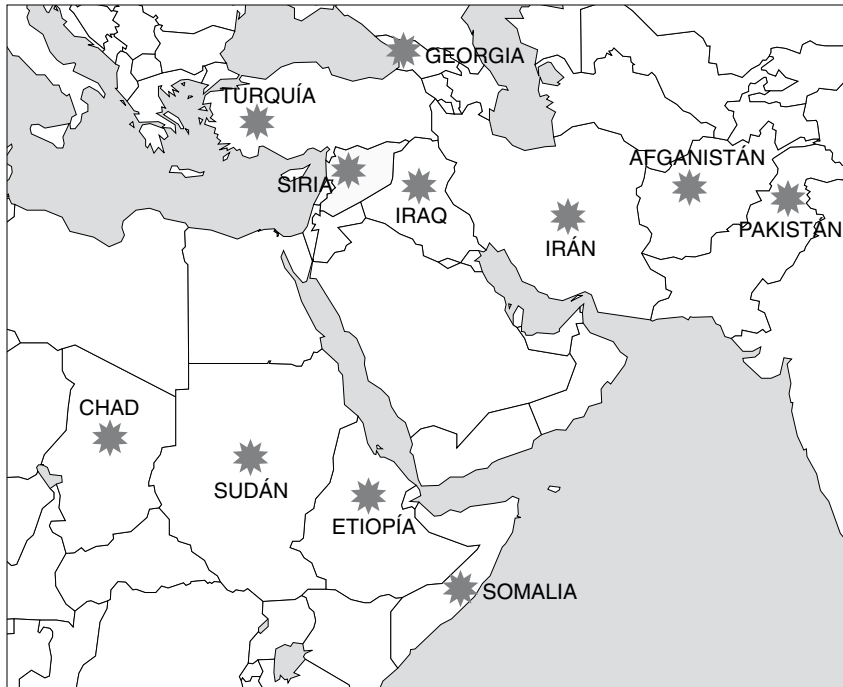 GEORGIA
TURQUÍA
AFGANISTÁN
SIRIA
IRAQ
PAKISTÁN
IRÁN
CHAD
SUDÁN
ETIOPÍA
SOMALIA